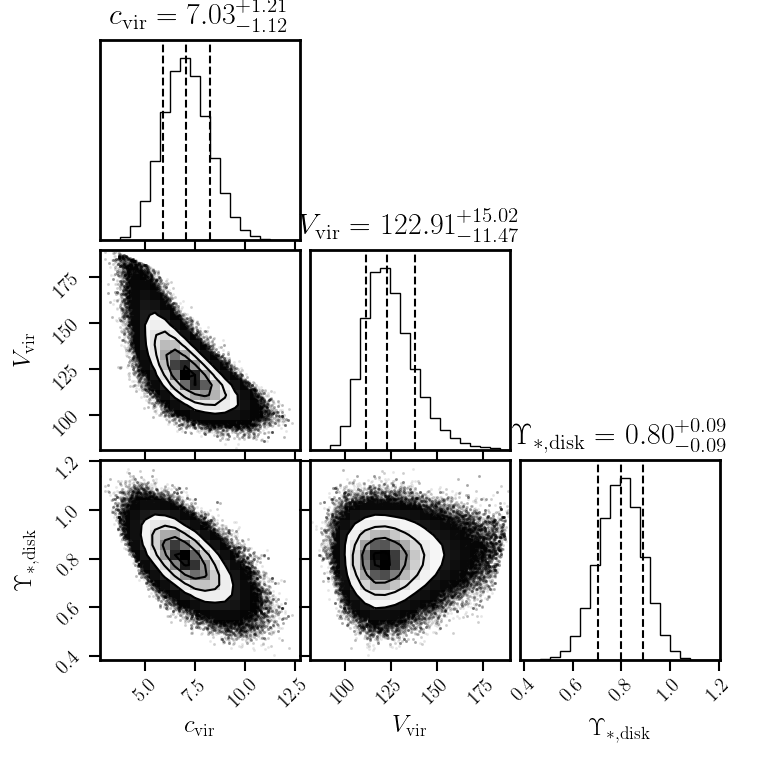 c_vir = 7.03^{+1.21}_{-1.12}
V_vir = 122.91^{+15.02}_{-11.47}
175
150
125
100
V_vir
ϒ_{*,disk} = 0.80^{+0.09}_{-0.09}
1.2
1.0
0.8
0.6
0.4
ϒ_{*,disk}
5.0 7.5 10.0 12.5
100 125 150 175
0.4 0.6 0.8 1.0 1.2
c_vir
V_vir
ϒ_{*,disk}